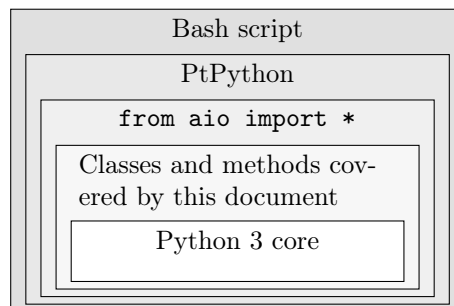 Bash script
PtPython
from aio import *
Classes and methods cov-
ered by this document
Python 3 core